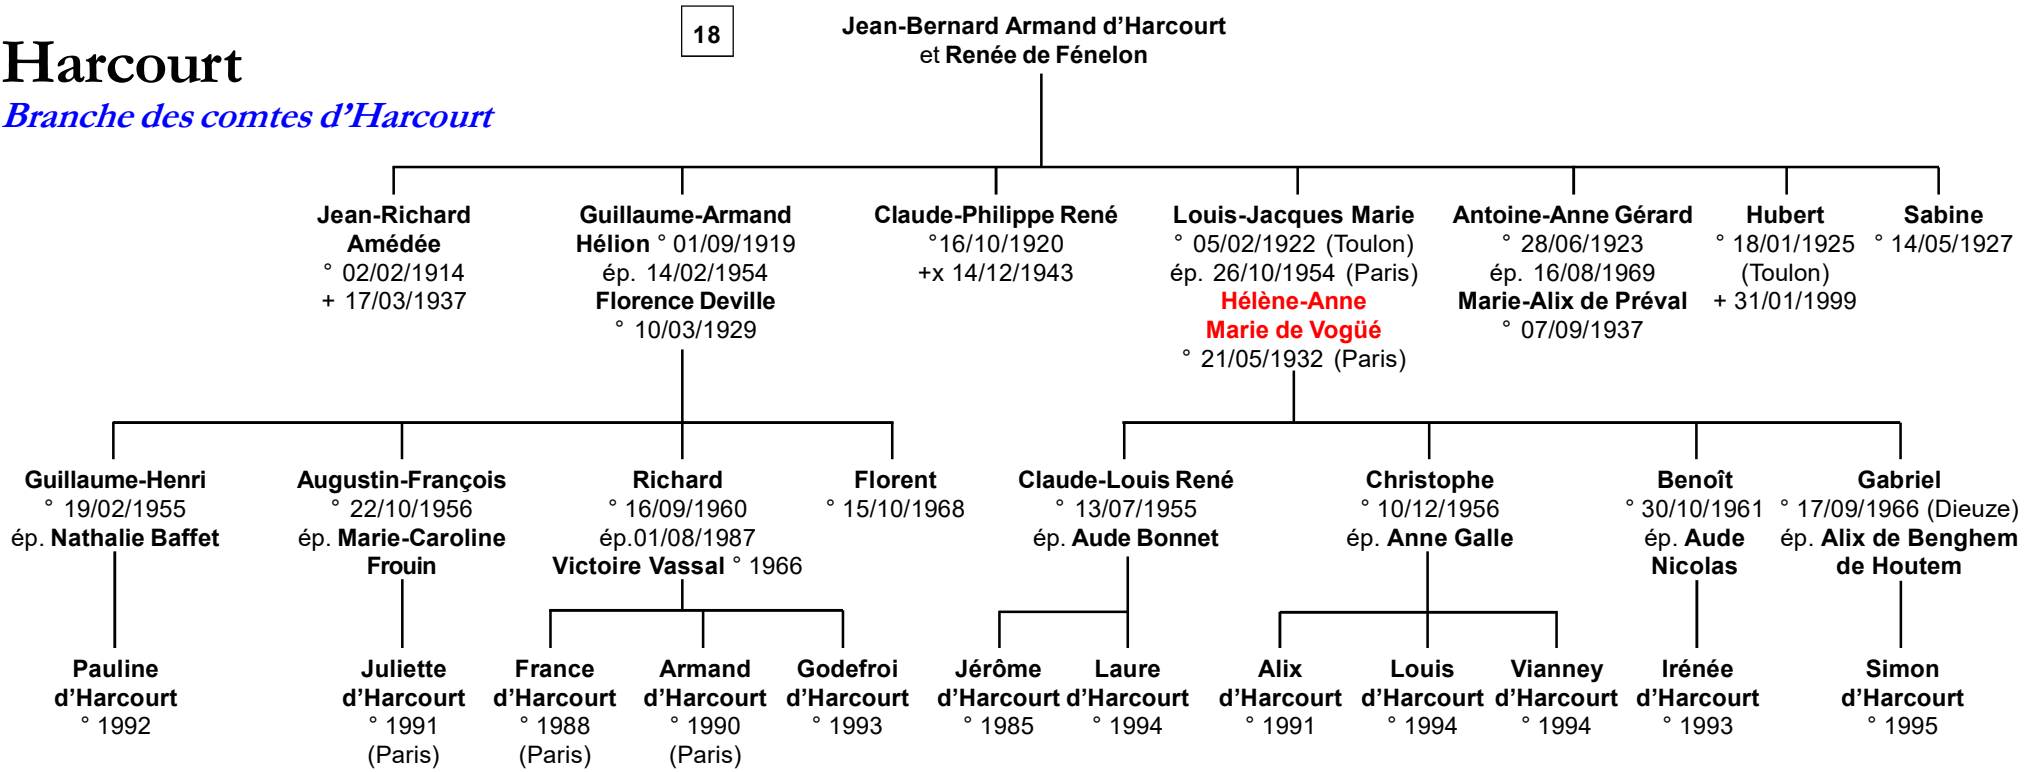 Harcourt
Branche des comtes d’Harcourt
18
Jean-Bernard Armand d’Harcourt
et Renée de Fénelon
Jean-Richard
Amédée
° 02/02/1914
+ 17/03/1937
Guillaume-Armand
Hélion ° 01/09/1919
ép. 14/02/1954
Florence Deville
° 10/03/1929
Claude-Philippe René
°16/10/1920
+x 14/12/1943
Louis-Jacques Marie
° 05/02/1922 (Toulon)
ép. 26/10/1954 (Paris)
Hélène-Anne
Marie de Vogüé
° 21/05/1932 (Paris)
Antoine-Anne Gérard
° 28/06/1923
ép. 16/08/1969
Marie-Alix de Préval
° 07/09/1937
Hubert
° 18/01/1925
(Toulon)
+ 31/01/1999
Sabine
° 14/05/1927
Guillaume-Henri
° 19/02/1955
ép. Nathalie Baffet
Augustin-François
° 22/10/1956
ép. Marie-Caroline
Frouin
Richard
° 16/09/1960
ép.01/08/1987
Victoire Vassal ° 1966
Florent
° 15/10/1968
Claude-Louis René
° 13/07/1955
ép. Aude Bonnet
Christophe
° 10/12/1956
ép. Anne Galle
Benoît
° 30/10/1961
ép. Aude
Nicolas
Gabriel
° 17/09/1966 (Dieuze)
ép. Alix de Benghem
de Houtem
Pauline
d’Harcourt
° 1992
Juliette
d’Harcourt
° 1991
(Paris)
France
d’Harcourt
° 1988
(Paris)
Armand
d’Harcourt
° 1990
(Paris)
Godefroi
d’Harcourt
° 1993
Jérôme
d’Harcourt
° 1985
Laure
d’Harcourt
° 1994
Alix
d’Harcourt
° 1991
Louis
d’Harcourt
° 1994
Vianney
d’Harcourt
° 1994
Irénée
d’Harcourt
° 1993
Simon
d’Harcourt
° 1995